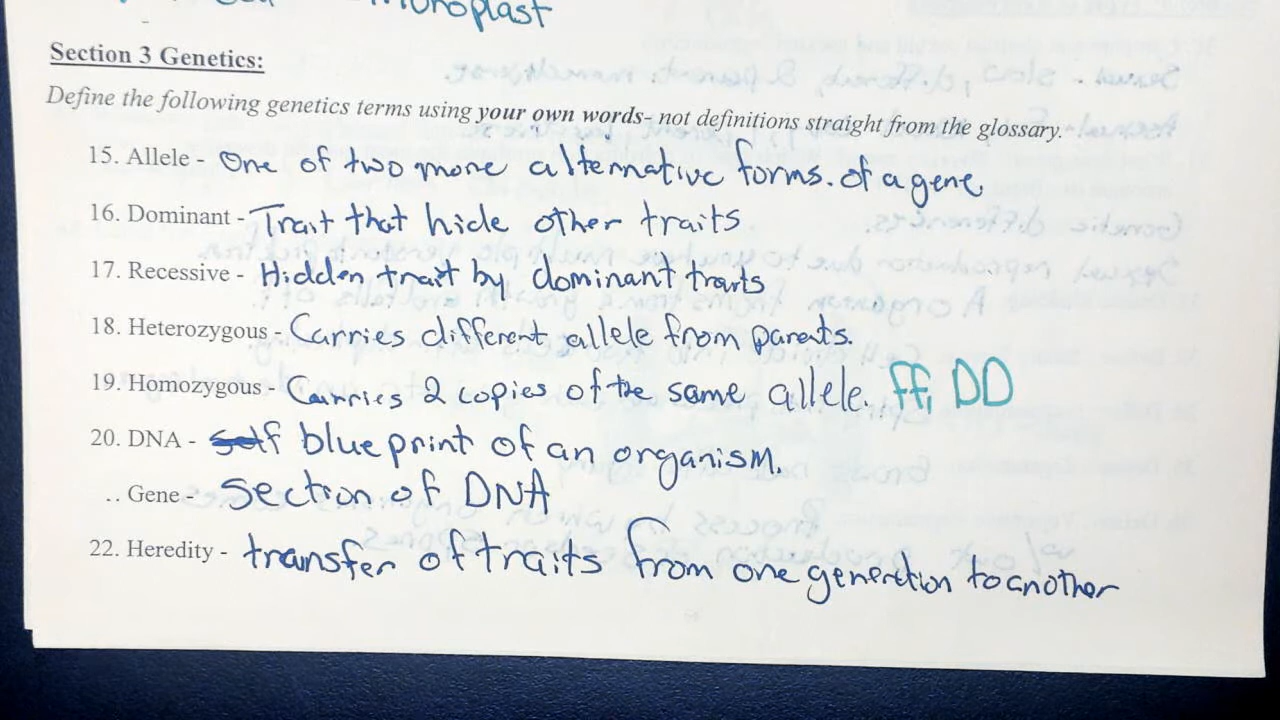 monoplast
Section 3 Genetics:
Define the following genetics terms using your own words- not definitions straight from the glossary.
15. Allele - One of two more alternative forms. of a gene
16. Dominant - Trait that hide other traits
17. Recessive - Hidden trait by dominant traits
18. Heterozygous - Carries different allele from parents.
19. Homozygous - Carries 2 copies of the same allele. ff, DD
20. DNA - blueprint of an organism.
.. Gene - Section of DNA
22. Heredity - transfer of traits from one genertion to another